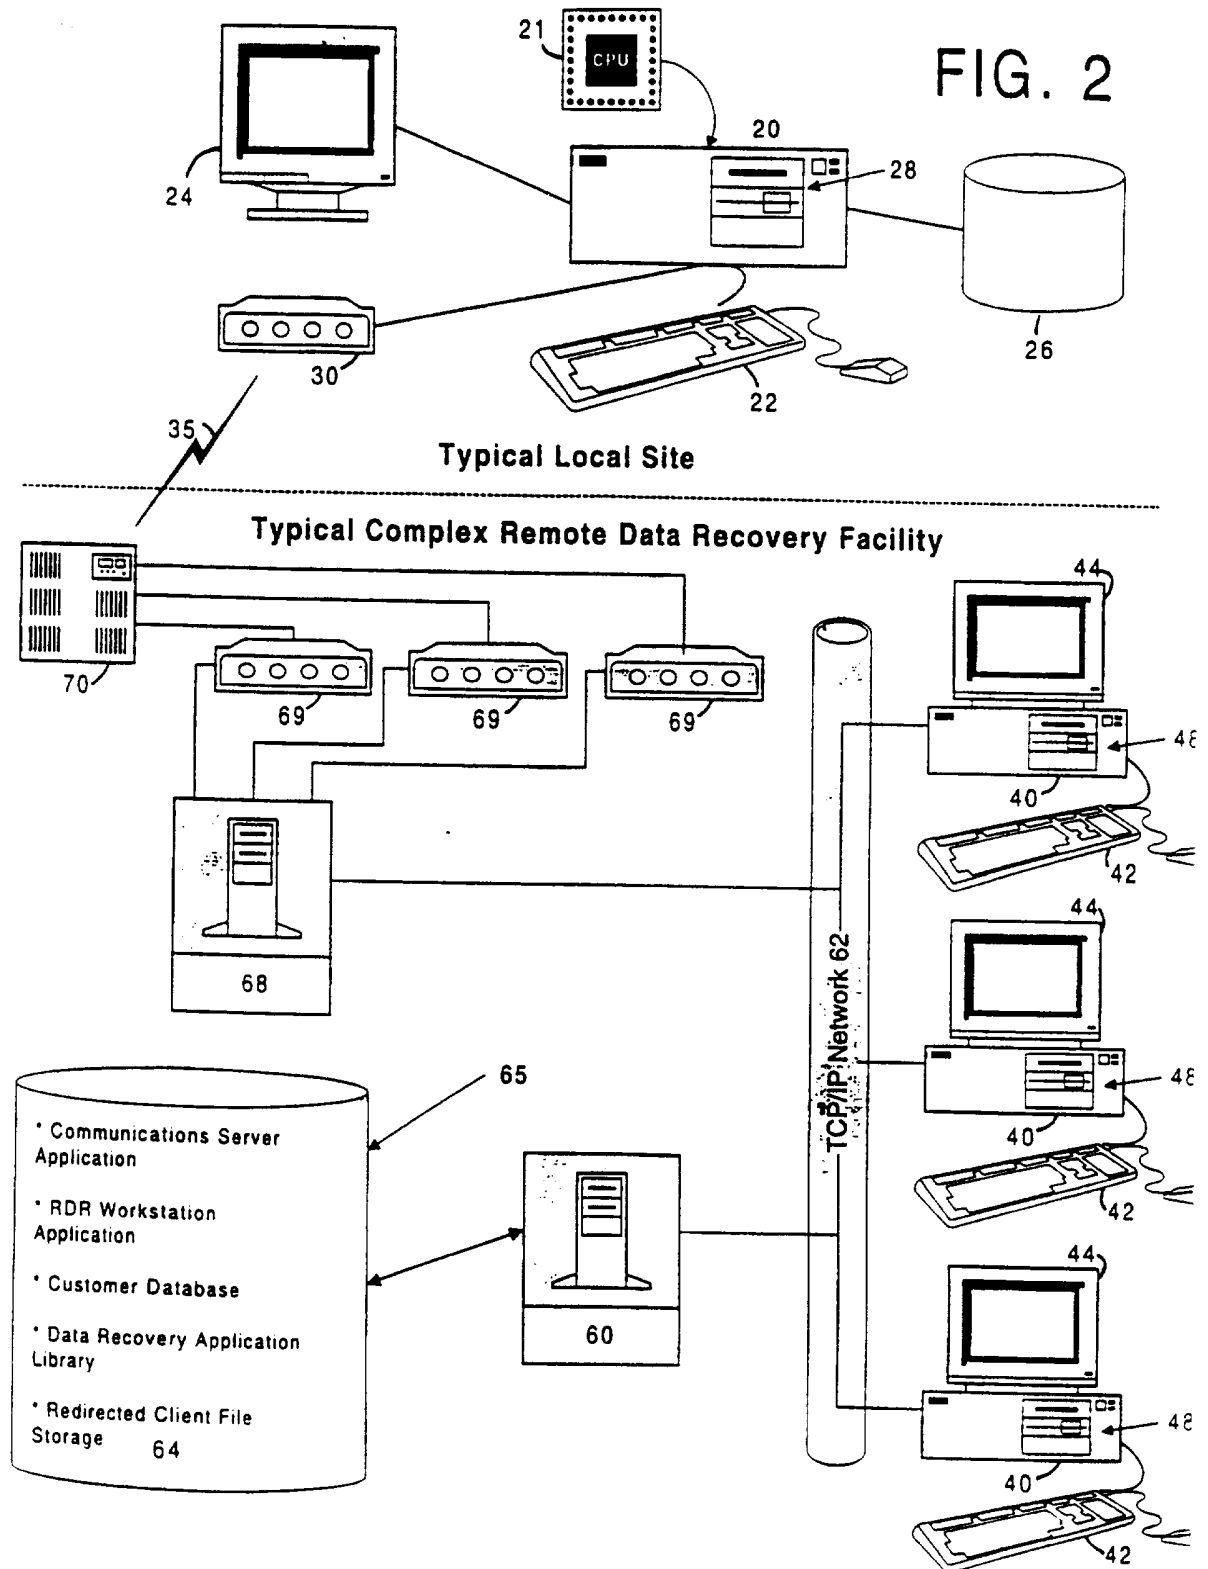 21
CPU
FIG. 2
20
24
28
26
30
22
35
Typical Local Site
Typical Complex Remote Data Recovery Facility
44
70
69
69
69
48
40
42
68
44
TCP/IP Network 62
48
40
42
65
* Communications Server
Application
* RDR Workstation
Application
* Customer Database
* Data Recovery Application
Library
* Redirected Client File
Storage 64
60
44
48
40
42